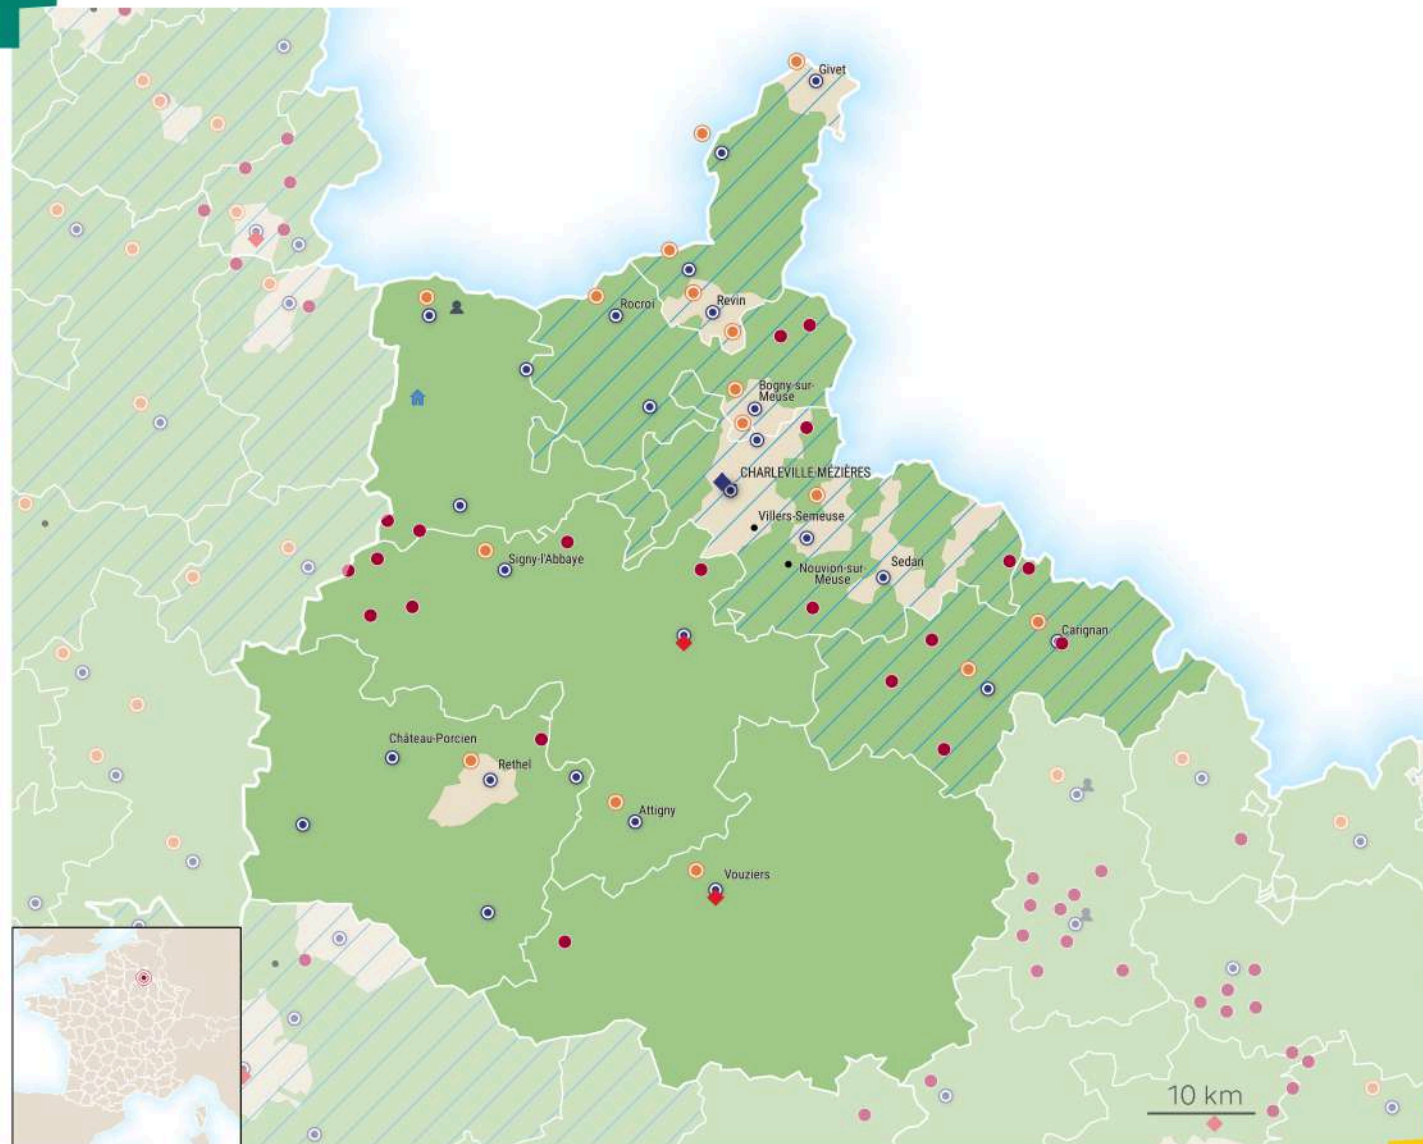 Givet
Rocroi
Revin
Bogny-sur-
Meuse
CHARLEVILLE-MÉZIÈRES
Villers-Semeuse
Signy-l'Abbaye
Nouvion-sur-
Meuse
Sedan
Carignan
Château-Porcien
Rethel
Attigny
Vouziers
10 km